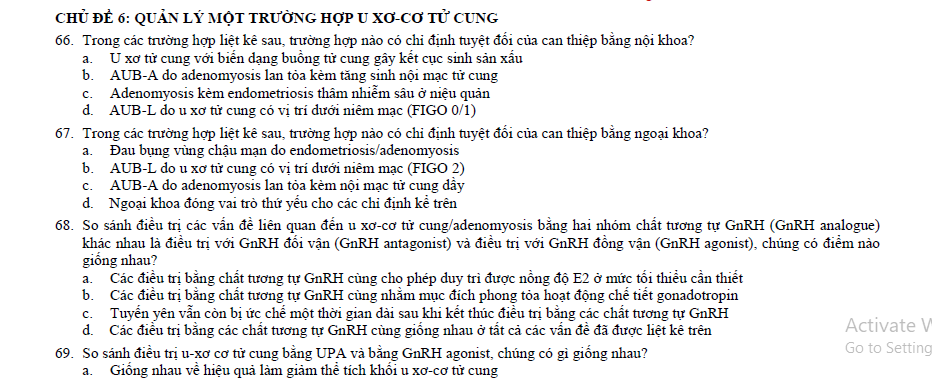 CHỦ ĐỀ 6: QUẢN LÝ MỘT TRƯỜNG HỢP U XƠ-CƠ TỬ CUNG
66. Trong các trường hợp liệt kê sau, trường hợp nào có chỉ định tuyệt đối của can thiệp bằng nội khoa?
a. U xơ tử cung với biến dạng buồng tử cung gây kết cục sinh sản xấu
b. AUB-A do adenomyosis lan tỏa kèm tăng sinh nội mạc tử cung
c. Adenomyosis kèm endometriosis thâm nhiễm sâu ở niệu quản
d. AUB-L do u xơ tử cung có vị trí dưới niêm mạc (FIGO 0/1)
67. Trong các trường hợp liệt kê sau, trường hợp nào có chỉ định tuyệt đối của can thiệp bằng ngoại khoa?
a. Đau bụng vùng chậu mạn do endometriosis/adenomyosis
b. AUB-L do u xơ tử cung có vị trí dưới niêm mạc (FIGO 2)
c. AUB-A do adenomyosis lan tỏa kèm nội mạc tử cung dầy
d. Ngoại khoa đóng vai trò thứ yếu cho các chỉ định kể trên
68. So sánh điều trị các vấn đề liên quan đến u xơ-cơ tử cung/adenomyosis bằng hai nhóm chất tương tự GnRH (GnRH analogue)
khác nhau là điều trị với GnRH đối vận (GnRH antagonist) và điều trị với GnRH đồng vận (GnRH agonist), chúng có điểm nào
giống nhau?
a. Các điều trị bằng chất tương tự GnRH cùng cho phép duy trì được nồng độ E2 ở mức tối thiểu cần thiết
b. Các điều trị bằng chất tương tự GnRH cùng nhằm mục đích phong tỏa hoạt động chế tiết gonadotropin
c. Tuyến yên vẫn còn bị ức chế một thời gian dài sau khi kết thúc điều trị bằng các chất tương tự GnRH
d. Các điều trị bằng các chất tương tự GnRH cùng giống nhau ở tất cả các vấn đề đã được liệt kê trên
Activate
Go to Setting
69. So sánh điều trị u-xơ cơ tử cung bằng UPA và bằng GnRH agonist, chúng có gì giống nhau?
a. Giống nhau về hiệu quả làm giảm thể tích khối u xơ-cơ tử cung